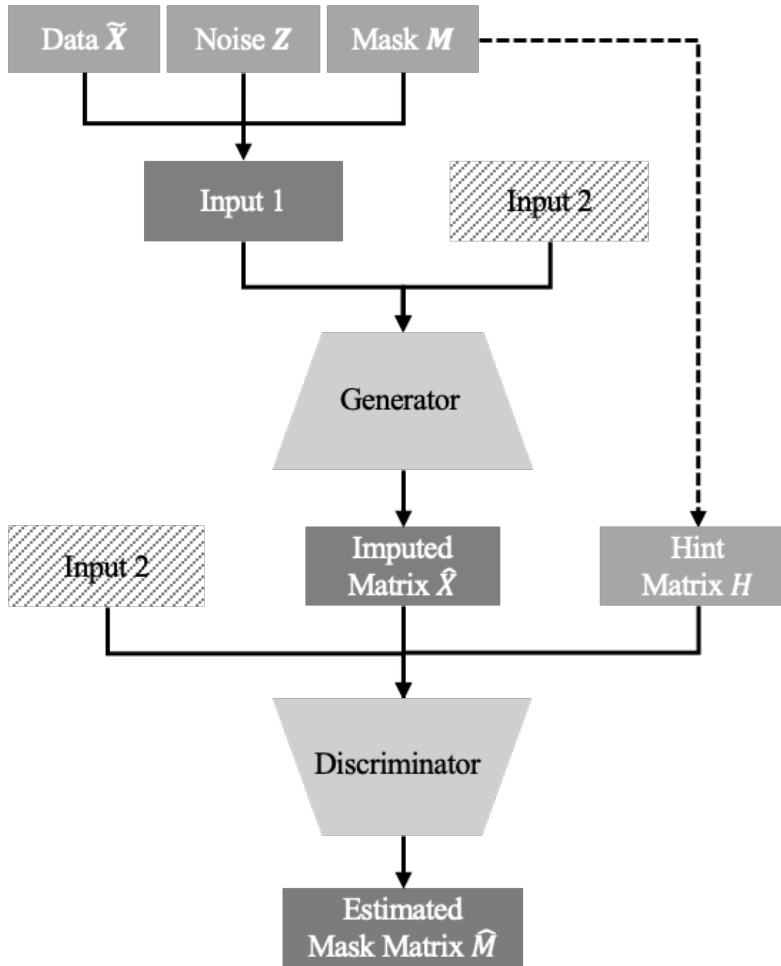 Data X̃
Noise Z
Mask M
Input 1
Input 2
Generator
Input 2
Imputed
Matrix X̂
Hint
Matrix H
Discriminator
Estimated
Mask Matrix M̂